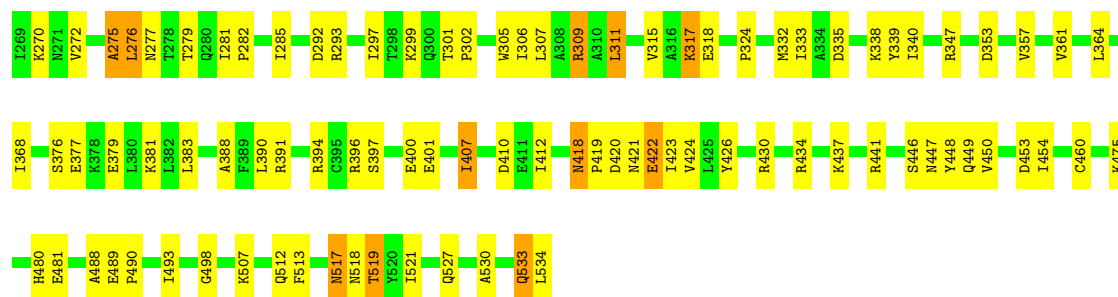 I269 K270 N271 V272 A275 L276 N277 T278 T279 Q280 I281 P282 I285 D292 R293 I297 T298 K299 Q300 T301 P302 W305 I306 L307 A308 R309 A310 L311 V315 A316 K317 E318 P324 M332 I333 A334 D335 K338 Y339 I340 R347 D353 V357 V361 L364
I368 S376 E377 K378 E379 L380 K381 L382 L383 A388 F389 L390 R391 R394 C395 R396 S397 E400 E401 I407 D410 E411 I412 N418 P419 D420 N421 E422 I423 V424 L425 Y426 R430 R434 K437 R441 S446 N447 Y448 Q449 V450 D453 I454 C460 K475
H480 E481 A488 E489 P490 I493 G498 K507 Q512 F513 N517 N518 T519 Y520 I521 Q527 A530 Q533 L534